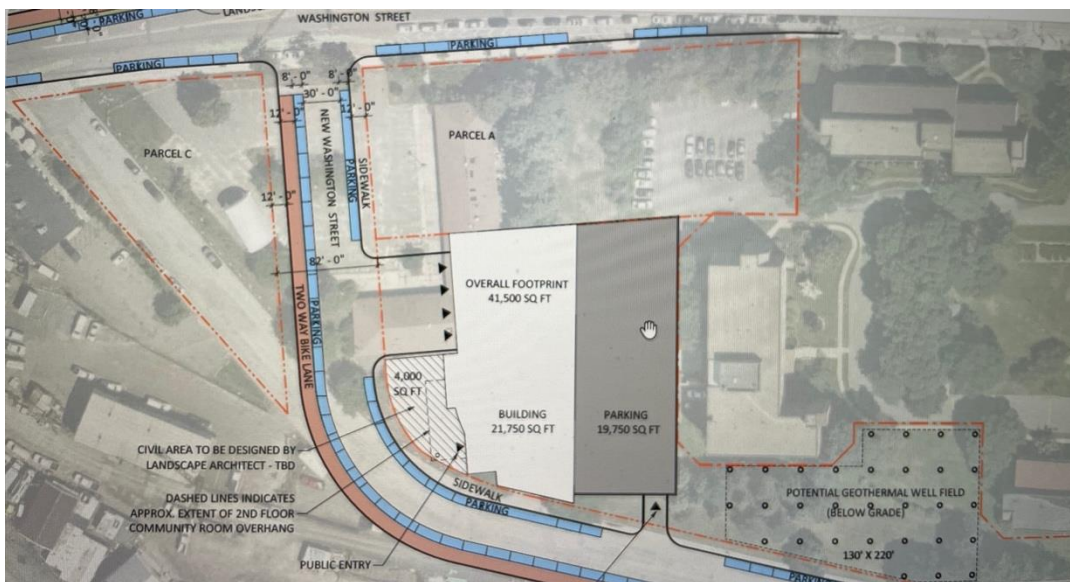 WASHINGTON STREET
LANDS
PARKING
PARKING
PARKING
8'-0"
8'-0"
30'-0"
12'-0"
12'-0"
PARCEL C
NEW WASHINGTON STREET
PARKING
SIDEWALK
PARCEL A
12'-0"
82'-0"
OVERALL FOOTPRINT
41,500 SQ FT
TWO WAY BIKE LANE
PARKING
4,000
SQ FT
BUILDING
21,750 SQ FT
PARKING
19,750 SQ FT
CIVIL AREA TO BE DESIGNED BY
LANDSCAPE ARCHITECT - TBD
DASHED LINES INDICATES
APPROX. EXTENT OF 2ND FLOOR
COMMUNITY ROOM OVERHANG
SIDEWALK
PARKING
PUBLIC ENTRY
POTENTIAL GEOTHERMAL WELL FIELD
(BELOW GRADE)
130' X 220'
PARKING